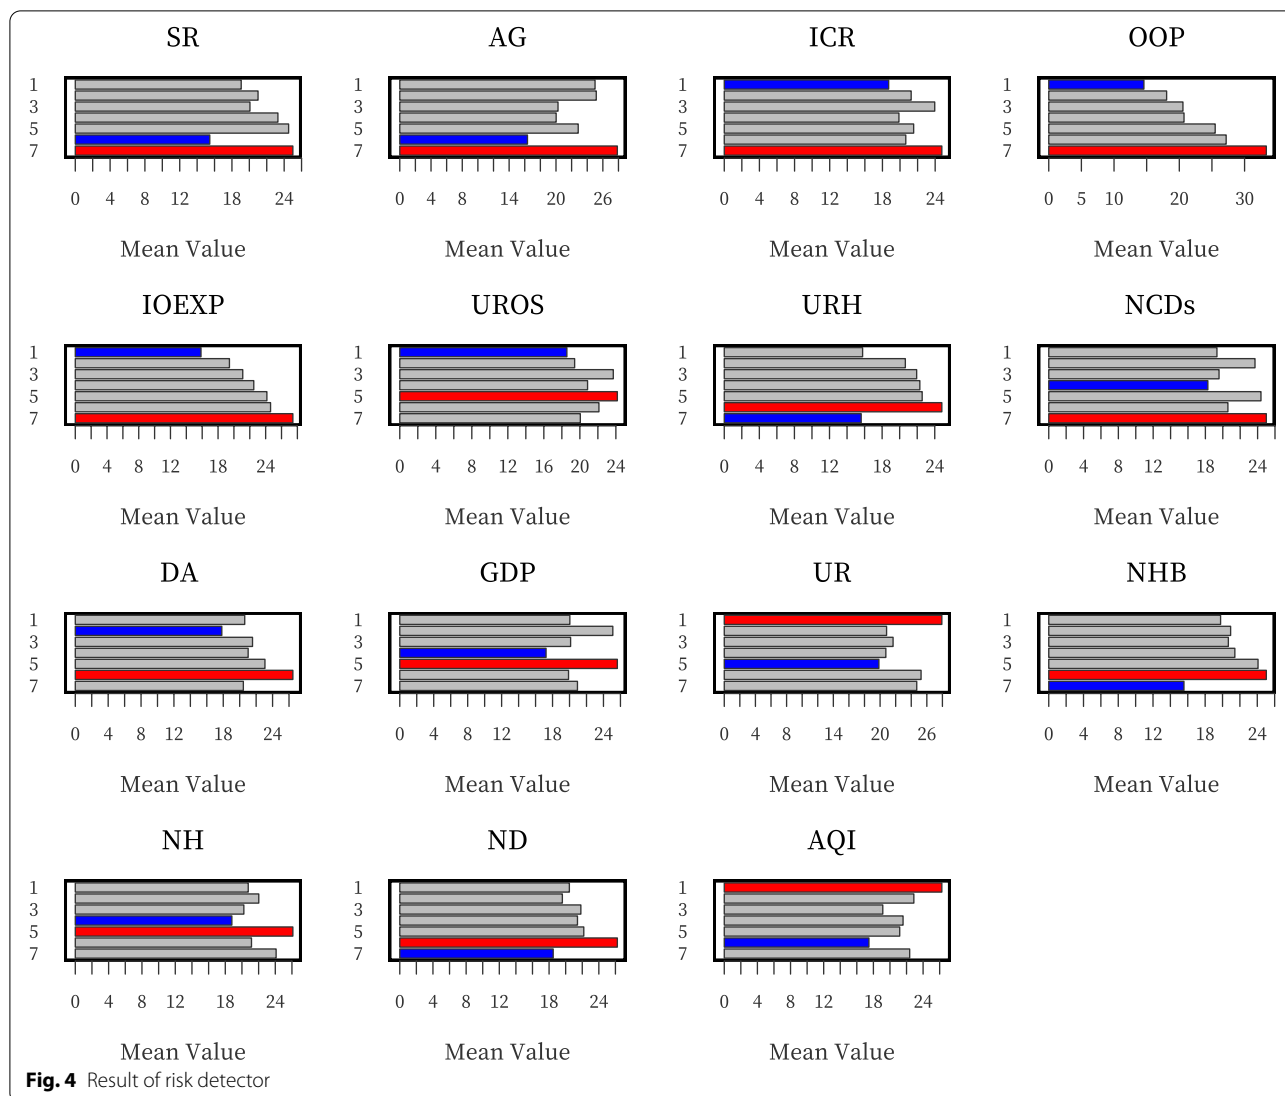 SR AG ICR OOP
1 1 1 1
3 3 3 3
5 5 5 5
7 7 7 7
0 4 8 12 18 24 0 4 8 14 20 26 0 4 8 12 18 24 0 5 10 20 30
Mean Value Mean Value Mean Value Mean Value
IOEXP UROS URH NCDs
1 1 1 1
3 3 3 3
5 5 5 5
7 7 7 7
0 4 8 12 18 24 0 4 8 12 16 20 24 0 4 8 12 18 24 0 4 8 12 18 24
Mean Value Mean Value Mean Value Mean Value
DA GDP UR NHB
1 1 1 1
3 3 3 3
5 5 5 5
7 7 7 7
0 4 8 12 18 24 0 4 8 12 18 24 0 4 8 14 20 26 0 4 8 12 18 24
Mean Value Mean Value Mean Value Mean Value
NH ND AQI
1 1 1
3 3 3
5 5 5
7 7 7
0 4 8 12 18 24 0 4 8 12 18 24 0 4 8 12 18 24
Mean Value Mean Value Mean Value
Fig. 4 Result of risk detector